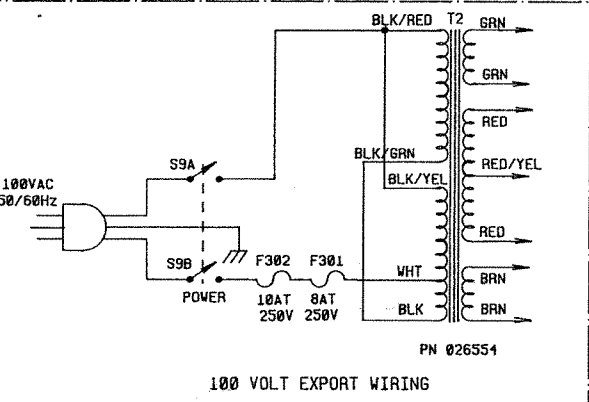 BLK/RED
T2
GRN
GRN
RED
BLK/GRN
RED/YEL
S9A
BLK/YEL
100VAC
50/60Hz
RED
F302
F301
S9B
WHT
BRN
POWER
10AT
8AT
250V
250V
BLK
BRN
PN 026554
100 VOLT EXPORT WIRING